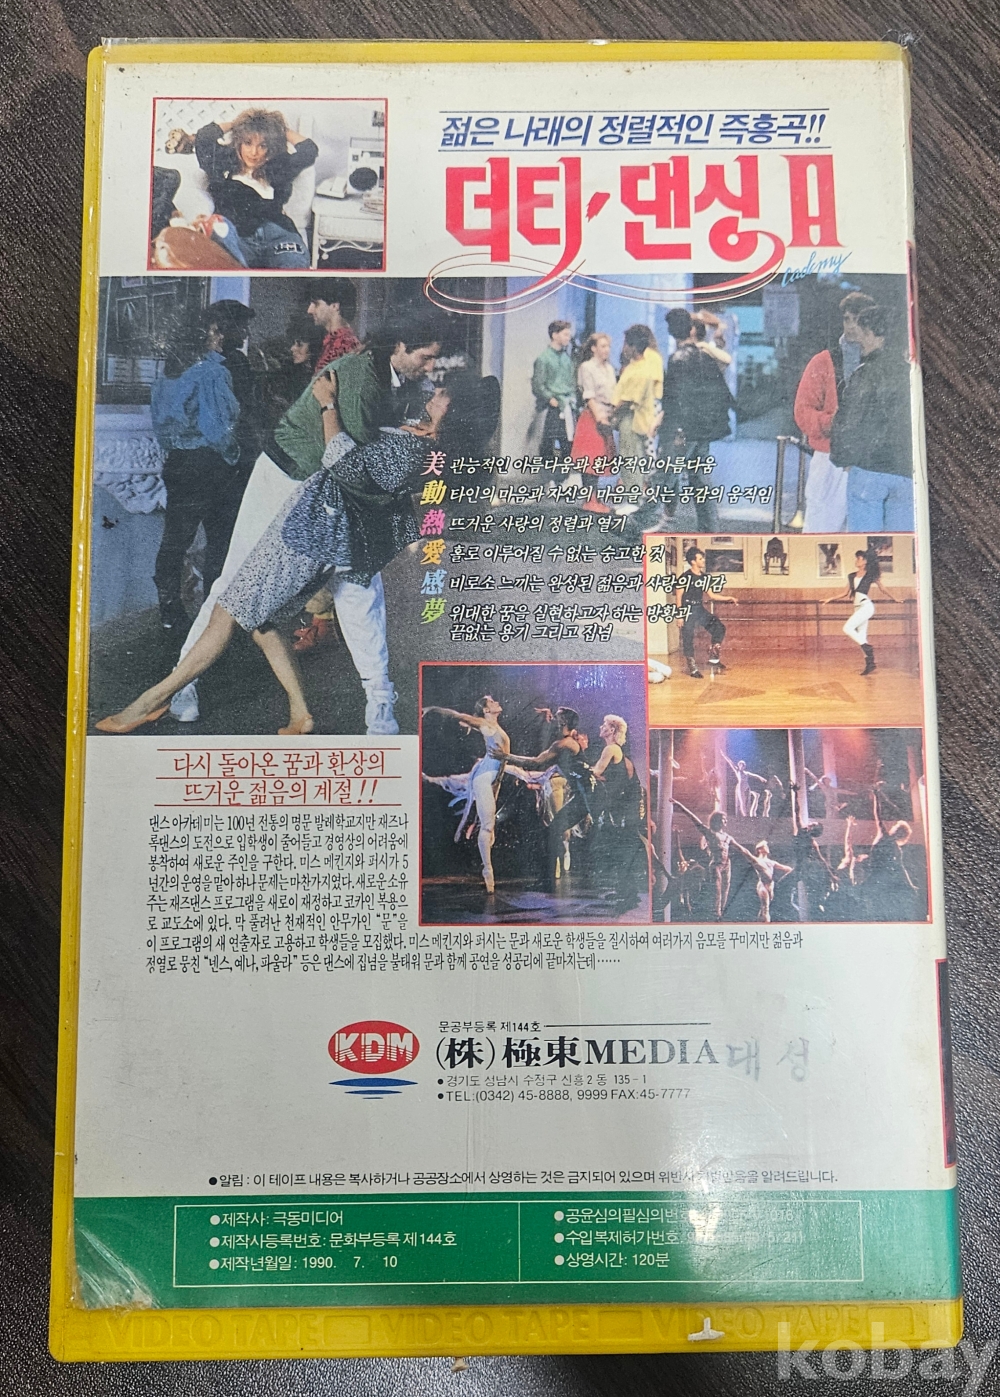 젊은 나래의 정렬적인 즉흥곡!!
더티 댄싱 Ⅱ
academy
美 관능적인 아름다움과 환상적인 아름다움
動 타인의 마음과 자신의 마음을 잇는 공감의 움직임
熱 뜨거운 사랑의 정렬과 열기
愛 홀로 이루어질 수 없는 숭고한 것
感 비로소 느끼는 완성된 젊음과 사랑의 예감
夢 위대한 꿈을 실현하고자 하는 방황과
끝없는 용기 그리고 집념
다시 돌아온 꿈과 환상의
뜨거운 젊음의 계절!!
댄스 아카데미는 100년 전통의 명문 발레학교지만 재즈나
록댄스의 도전으로 입학생이 줄어들고 경영상의 어려움에
봉착하여 새로운 주인을 구한다. 미스 메킨지와 퍼시가 5
년간의 운영을 맡아하나 문제는 마찬가지였다. 새로운 소유
주는 재즈댄스 프로그램을 새로이 재정하고 코카인 복용으
로 교도소에 있다. 막 풀려난 천재적인 안무가인 "문"을
이 프로그램의 새 연출자로 고용하고 학생들을 모집했다. 미스 메킨지와 퍼시는 문과 새로운 학생들을 질시하여 여러가지 음모를 꾸미지만 젊음과
정열로 뭉친 "넨스, 에나, 파울라" 등은 댄스에 집념을 불태워 문과 함께 공연을 성공리에 끝마치는데……
KDM
문공부등록 제144호
(株)極東MEDIA 대성
●경기도 성남시 수정구 신흥2동 135-1
●TEL:(0342) 45-8888, 9999 FAX:45-7777
●알림 : 이 테이프 내용은 복사하거나 공공장소에서 상영하는 것은 금지되어 있으며 알려드립니다.
●제작사: 극동미디어
●제작사등록번호: 문화부등록 제144호
●제작년월일: 1990. 7. 10
●공윤심의필심의번
●수입복제허가번호.
●상영시간: 120분
VIDEO TAPE VIDEO TAPE VIDEO TAPE
kobay